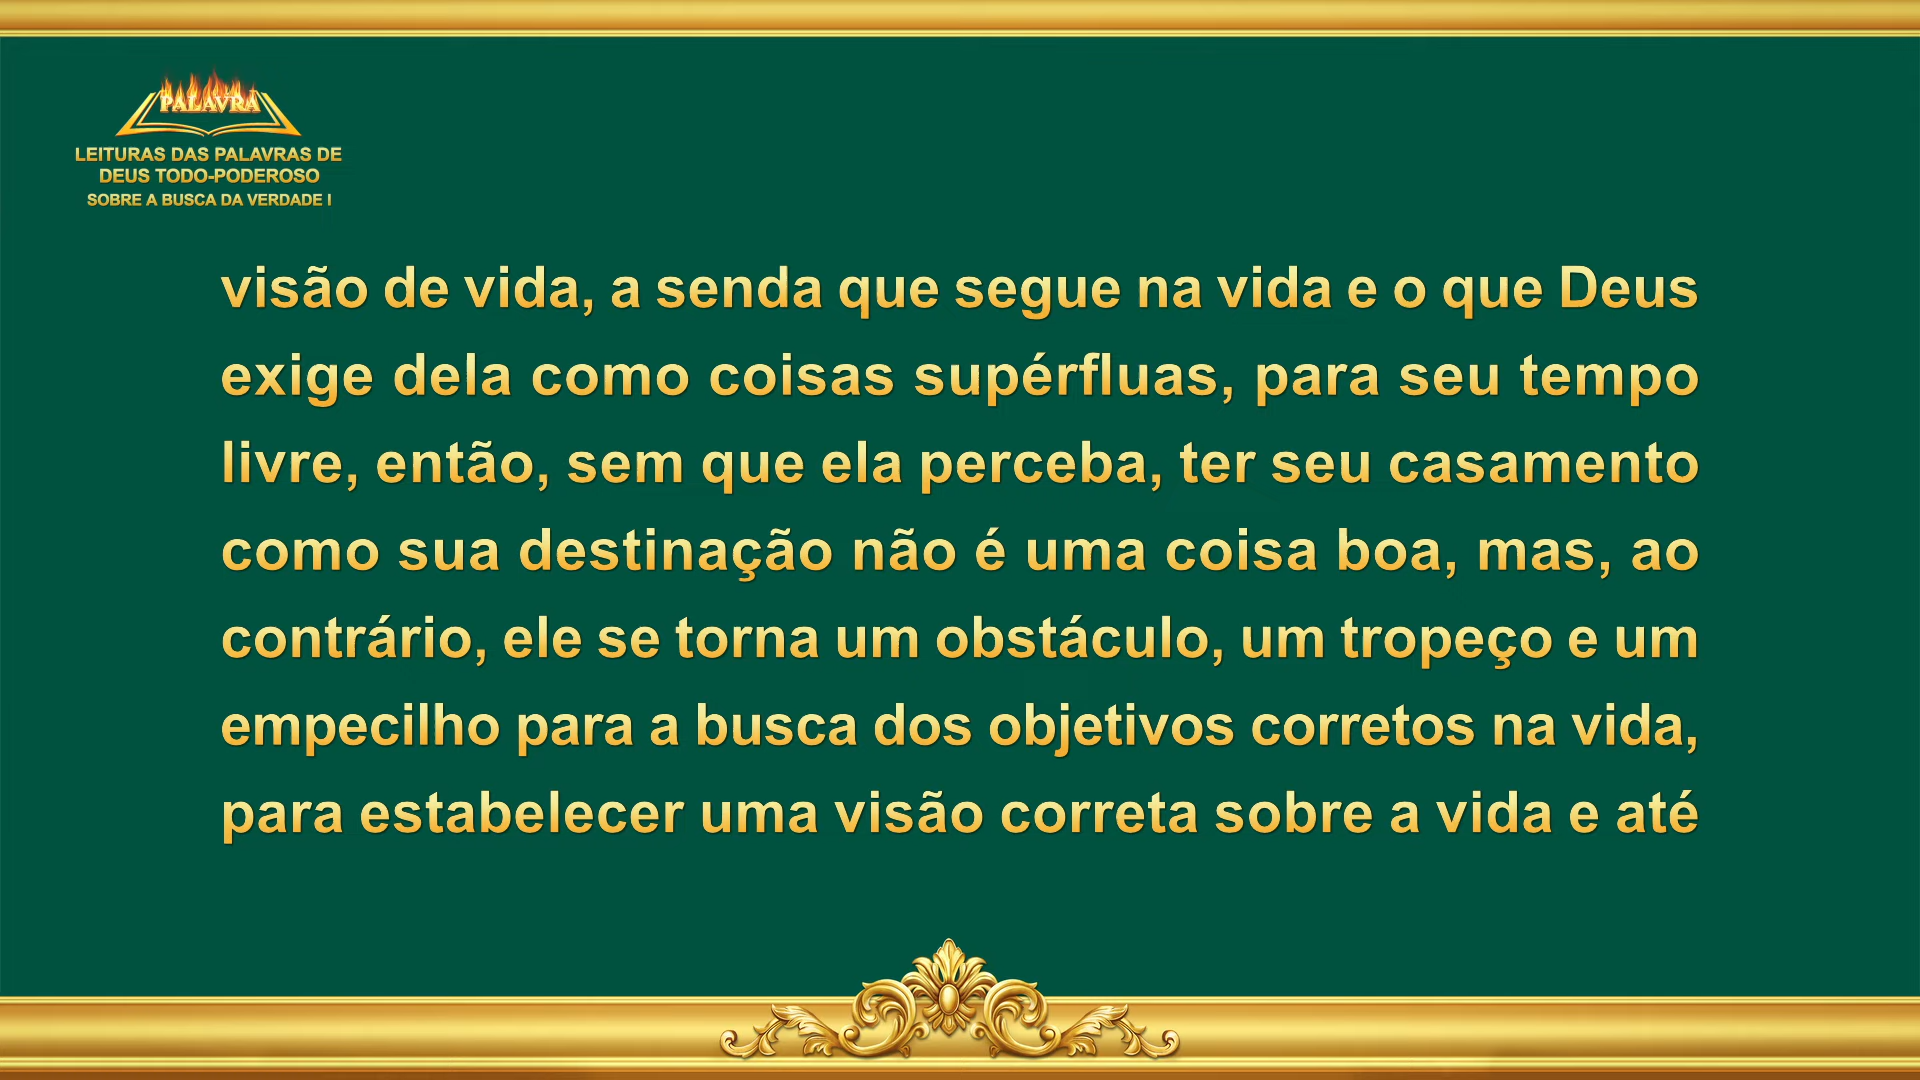 PALAVRA
LEITURAS DAS PALAVRAS DE
DEUS TODO-PODEROSO
SOBRE A BUSCA DA VERDADE I
visão de vida, a senda que segue na vida e o que Deus
exige dela como coisas supérfluas, para seu tempo
livre, então, sem que ela perceba, ter seu casamento
como sua destinação não é uma coisa boa, mas, ao
contrário, ele se torna um obstáculo, um tropeço e um
empecilho para a busca dos objetivos corretos na vida,
para estabelecer uma visão correta sobre a vida e até